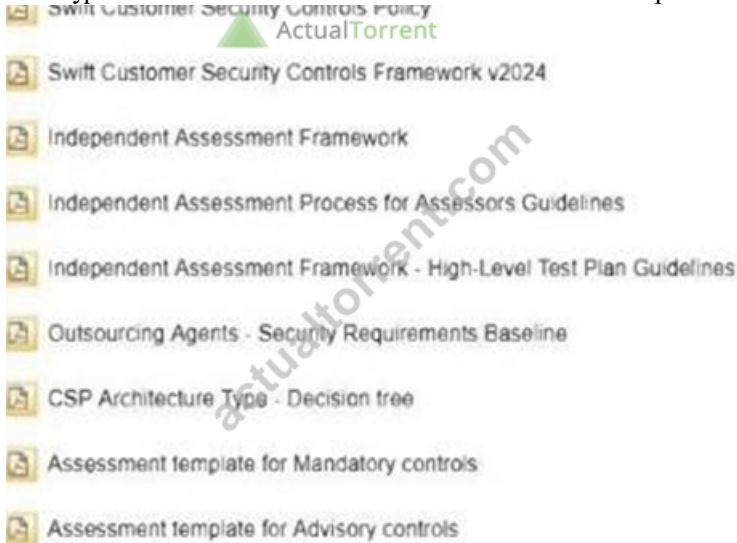 Swift Customer Security Controls Policy
ActualTorrent
Swift Customer Security Controls Framework v2024
Independent Assessment Framework
Independent Assessment Process for Assessors Guidelines
Independent Assessment Framework - High-Level Test Plan Guidelines
Outsourcing Agents - Security Requirements Baseline
CSP Architecture Type - Decision tree
Assessment template for Mandatory controls
Assessment template for Advisory controls
actualtorrent.com